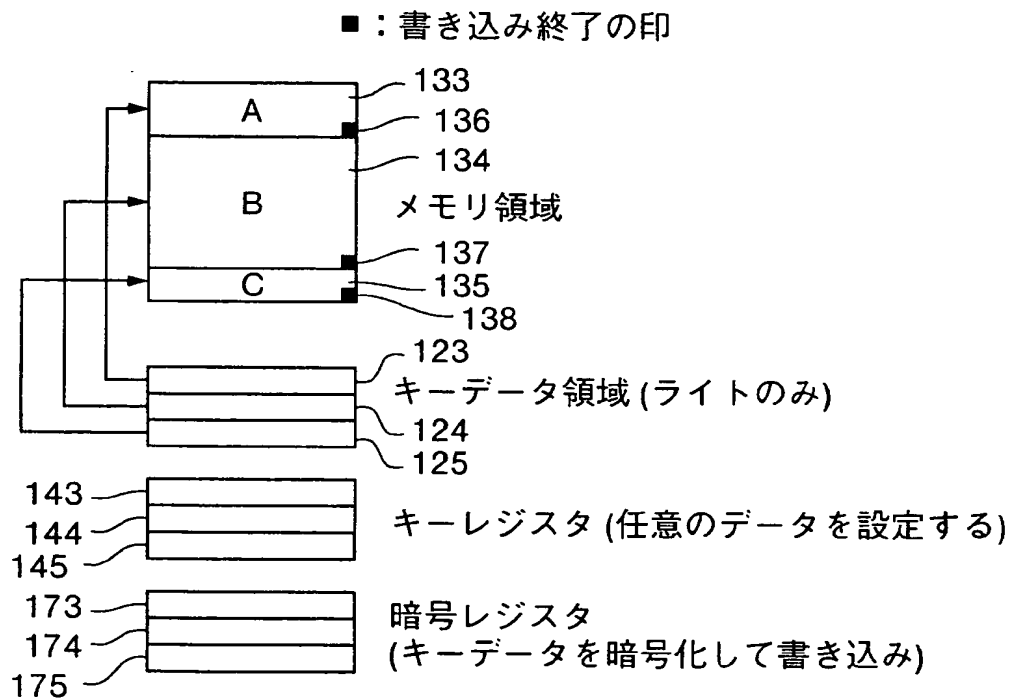 ■：書き込み終了の印
133
A
136
134
B
メモリ領域
137
135
C
138
123
キーデータ領域 (ライトのみ)
124
125
143
144
キーレジスタ (任意のデータを設定する)
145
173
暗号レジスタ
174
(キーデータを暗号化して書き込み)
175